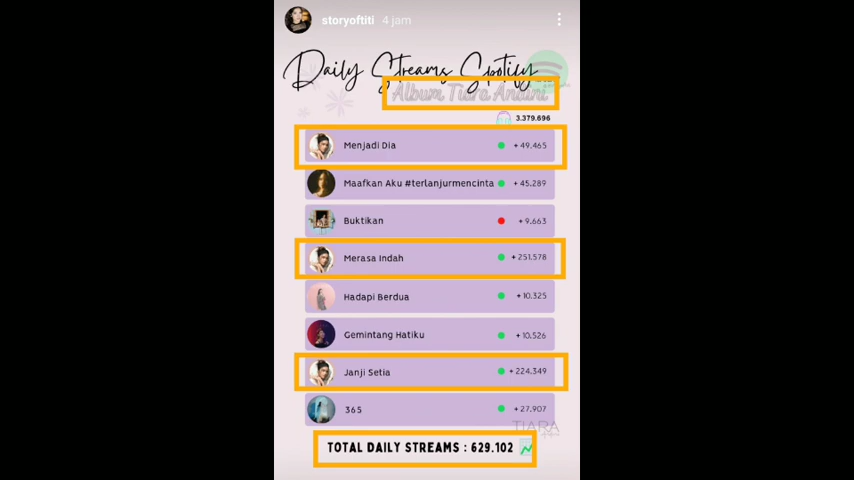 storyoftiti 4 jam
Daily Streams Spotify
Album Tiara Andini
3.379.696
Menjadi Dia +49.465
Maafkan Aku #terlanjurmencinta +45.289
Buktikan +9.663
Merasa Indah +251.578
Hadapi Berdua +10.325
Gemintang Hatiku +10.526
Janji Setia +224.349
365 +27.907
TIARA
TOTAL DAILY STREAMS : 629.102